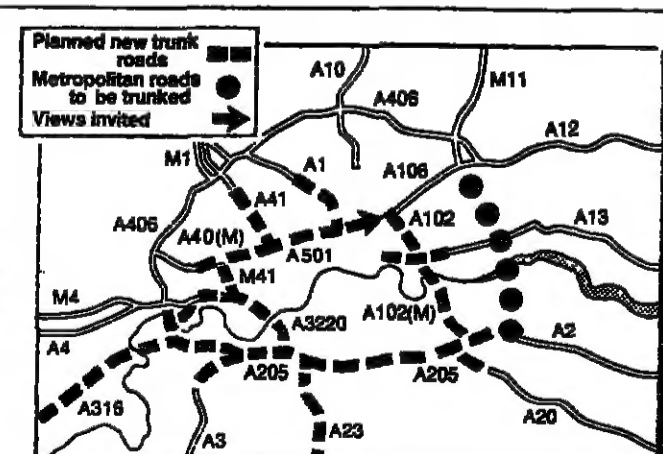 Planned new trunk
roads
Metropolitan roads
to be trunked
Views invited
A10
M11
A406
A12
M1
A1
A106
A41
A102
A406
A13
A40(M)
A501
M41
M4
A3220
A102(M)
A4
A2
A205
A205
A316
A20
A3
A23